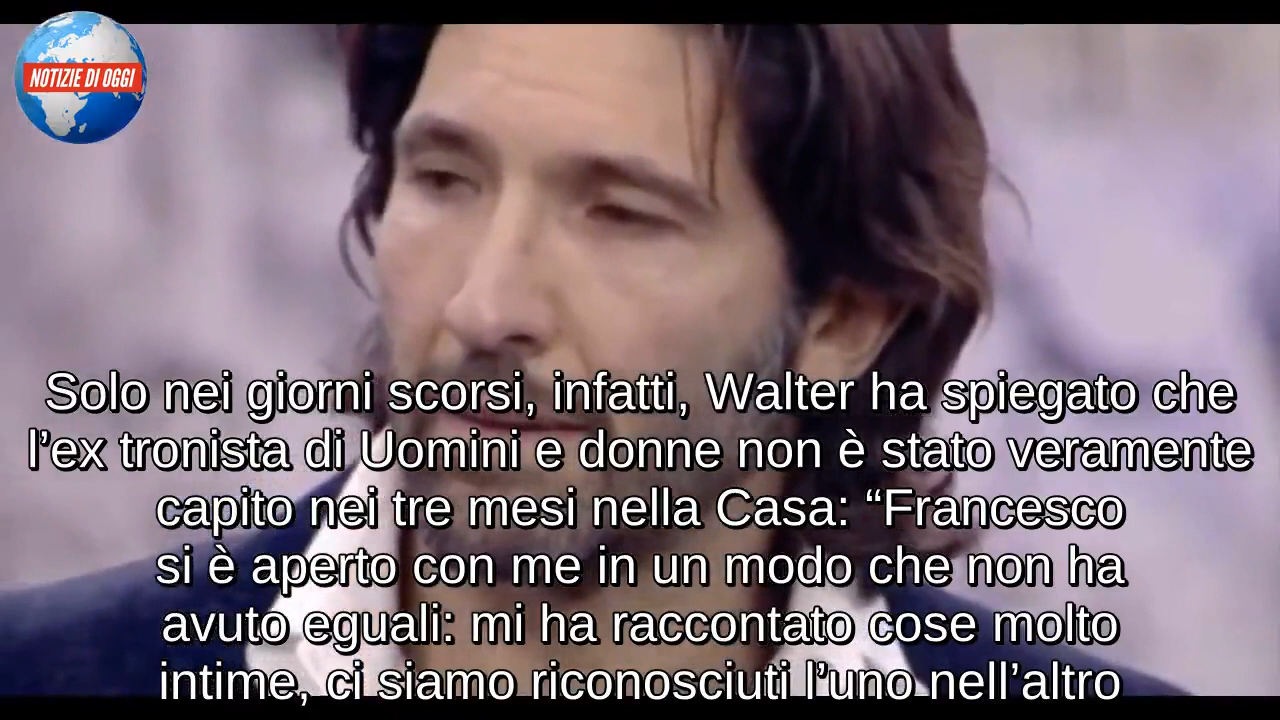 NOTIZIE DI OGGI
Solo nei giorni scorsi, infatti, Walter ha spiegato che
l’ex tronista di Uomini e donne non è stato veramente
capito nei tre mesi nella Casa: “Francesco
si è aperto con me in un modo che non ha
avuto eguali: mi ha raccontato cose molto
intime, ci siamo riconosciuti l’uno nell’altro